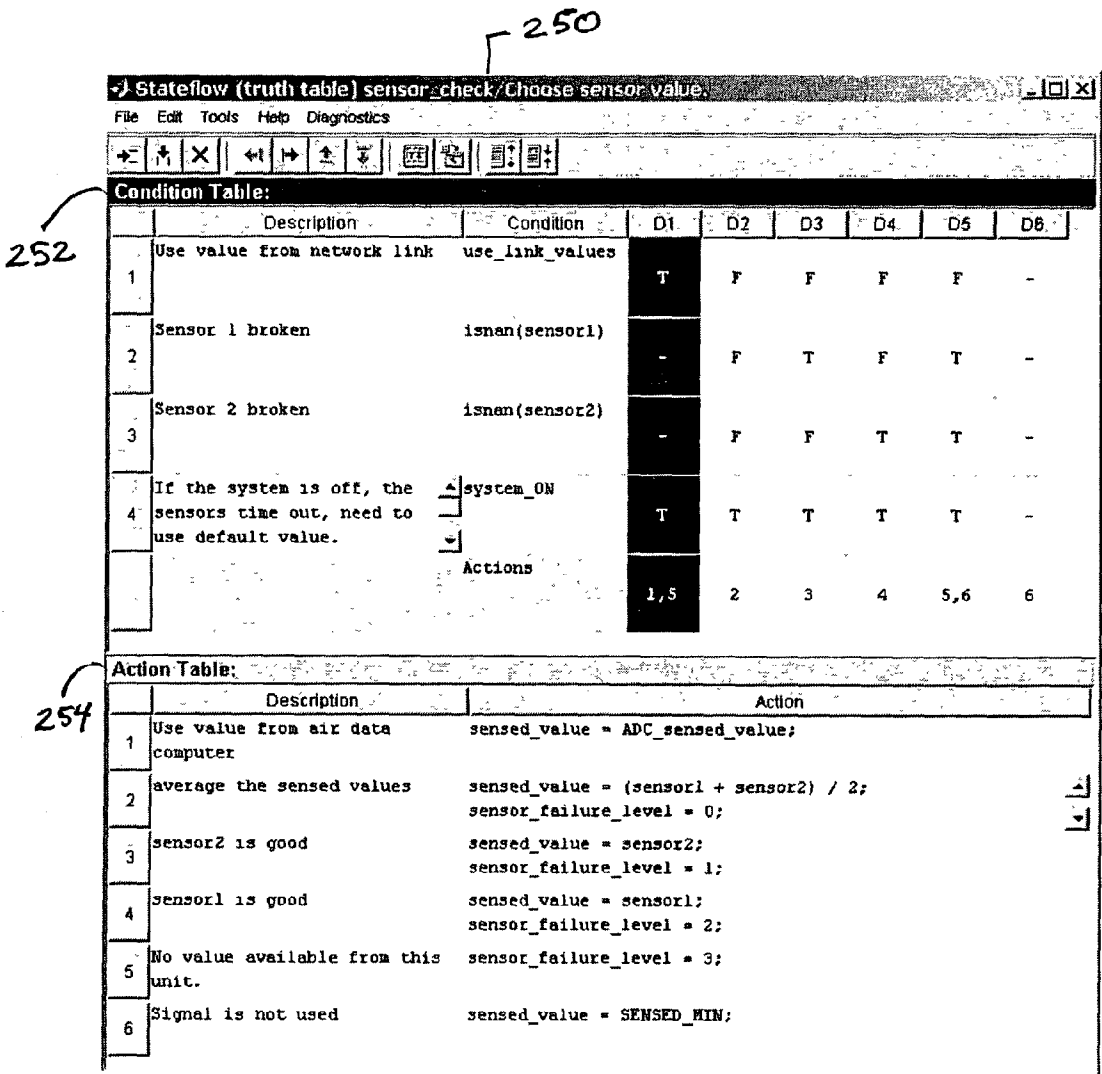 250
Stateflow (truth table) sensor_check/Choose sensor value.
File Edit Tools Help Diagnostics
252
Condition Table:
Description Condition D1 D2 D3 D4 D5 D6
1 Use value from network link use_link_values T F F F F -
2 Sensor 1 broken isnan(sensor1) - F T F T -
3 Sensor 2 broken isnan(sensor2) - F F T T -
4 If the system is off, the system_ON T T T T T -
sensors time out, need to
use default value.
Actions 1,5 2 3 4 5,6 6
254
Action Table:
Description Action
1 Use value from air data sensed_value = ADC_sensed_value;
computer
2 average the sensed values sensed_value = (sensor1 + sensor2) / 2;
sensor_failure_level = 0;
3 sensor2 is good sensed_value = sensor2;
sensor_failure_level = 1;
4 sensor1 is good sensed_value = sensor1;
sensor_failure_level = 2;
5 No value available from this sensor_failure_level = 3;
unit.
6 Signal is not used sensed_value = SENSED_MIN;